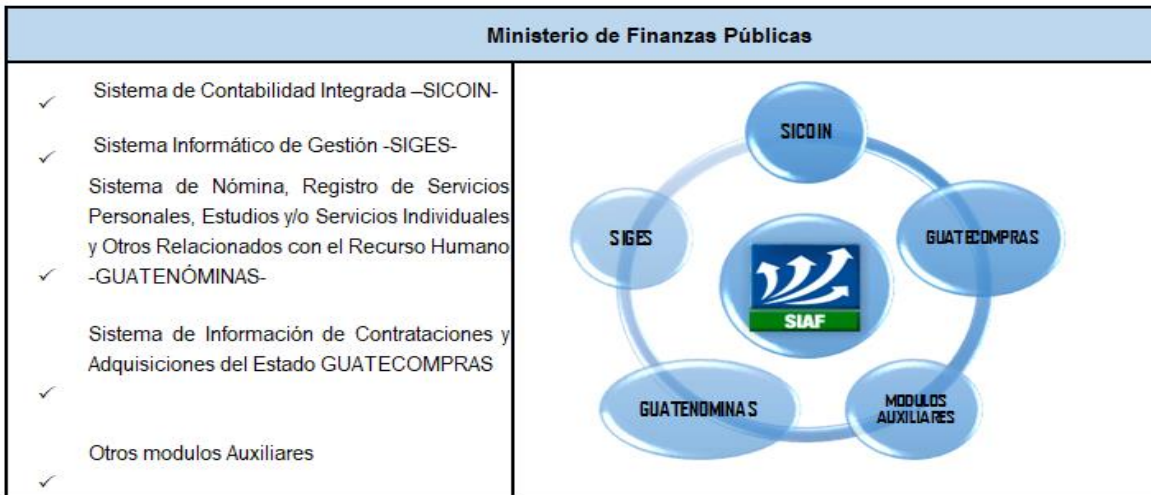 Ministerio de Finanzas Públicas
Sistema de Contabilidad Integrada –SICOIN-
Sistema Informático de Gestión -SIGES-
Sistema de Nómina, Registro de Servicios
Personales, Estudios y/o Servicios Individuales
y Otros Relacionados con el Recurso Humano
-GUATENÓMINAS-
Sistema de Información de Contrataciones y
Adquisiciones del Estado GUATECOMPRAS
Otros modulos Auxiliares
SICOIN
SIGES
GUATECOMPRAS
SIAF
GUATENOMINAS
MODULOS
AUXILIARES